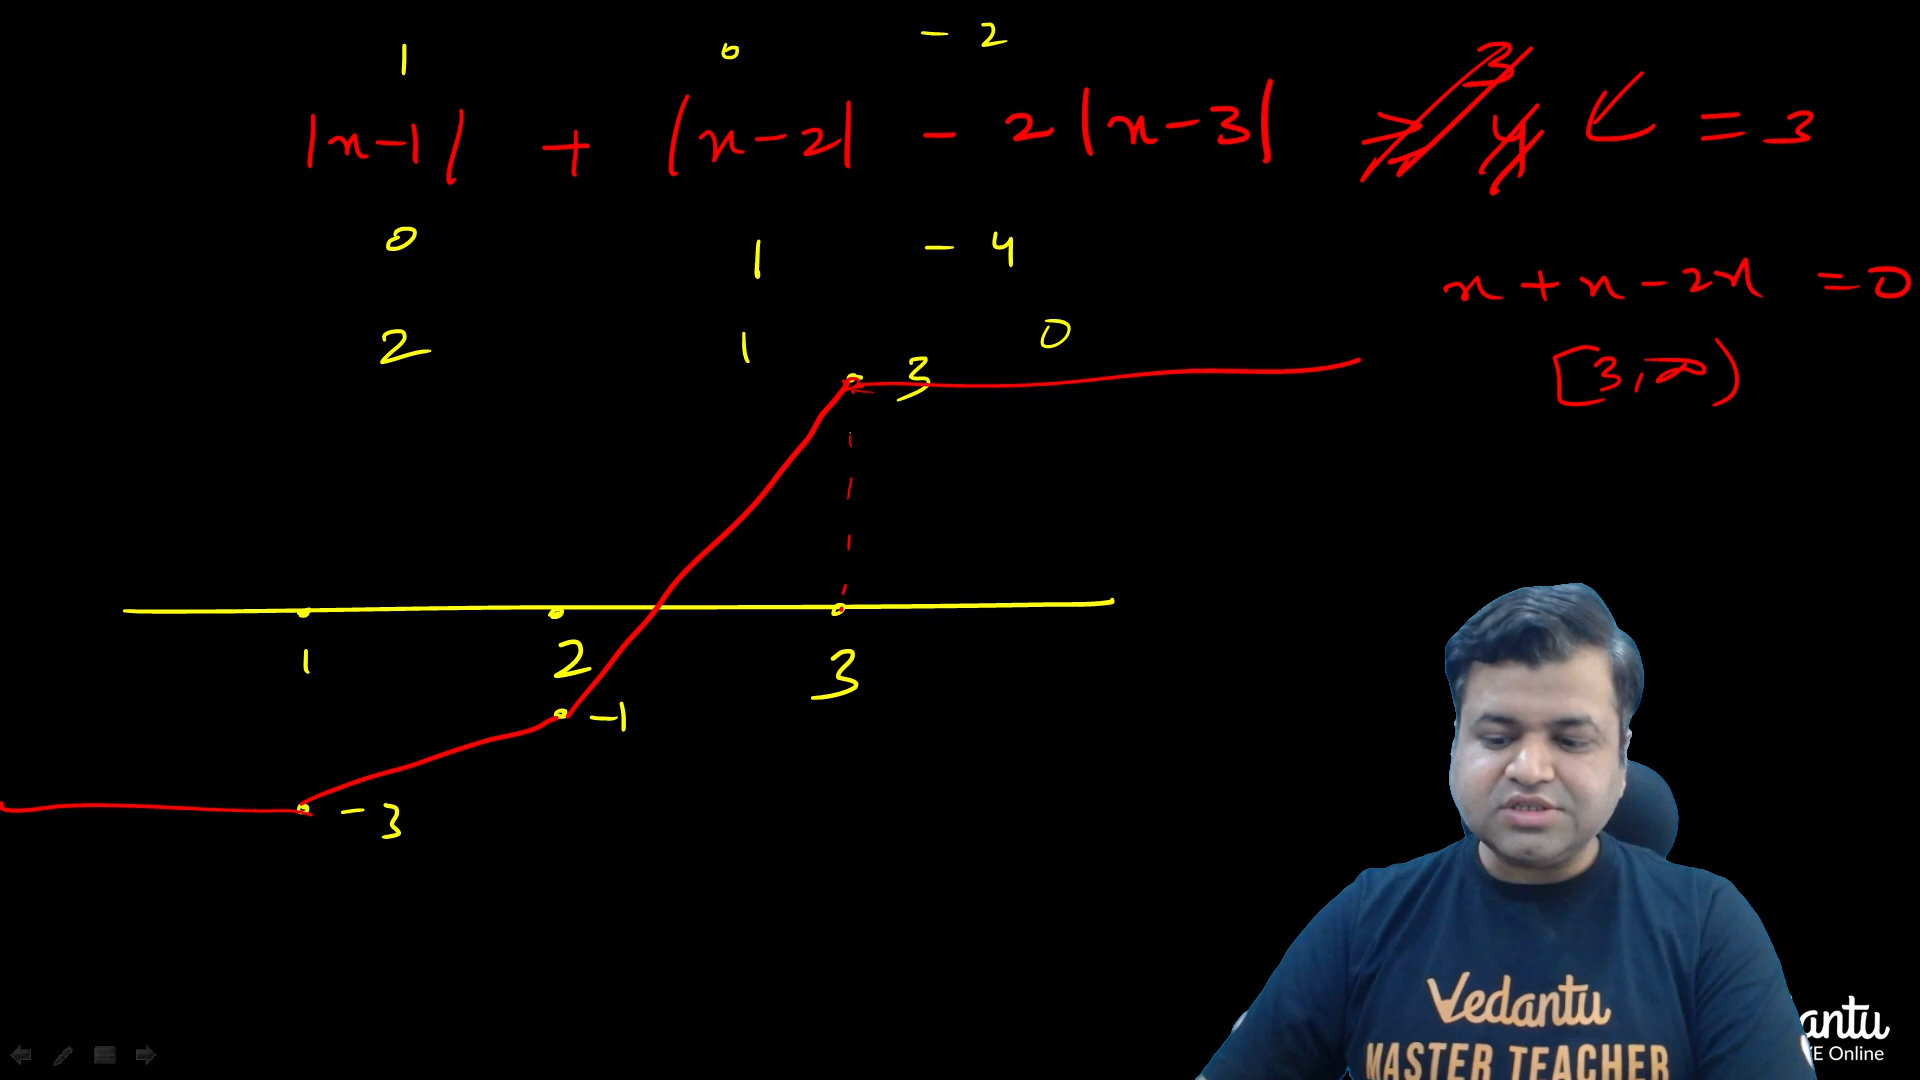 1 0 - 2
|x-1| + |x-2| - 2|x-3| = 3
0 1 - 4
x + x - 2x = 0
2 1 0
3
[3, ∞)
1 2 3
-1
-3
Vedantu
MASTER TEACHER
antu
E Online